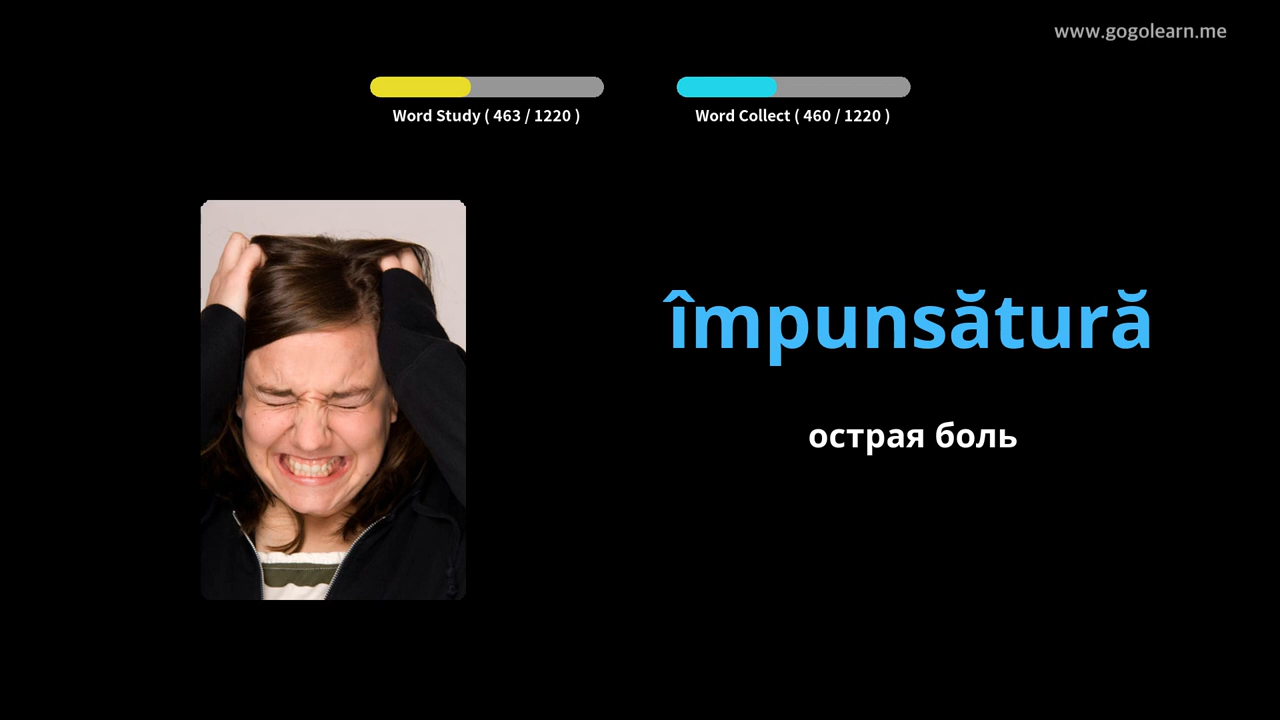 www.gogolearn.me
Word Study ( 463 / 1220 )
Word Collect ( 460 / 1220 )
împunsătură
острая боль